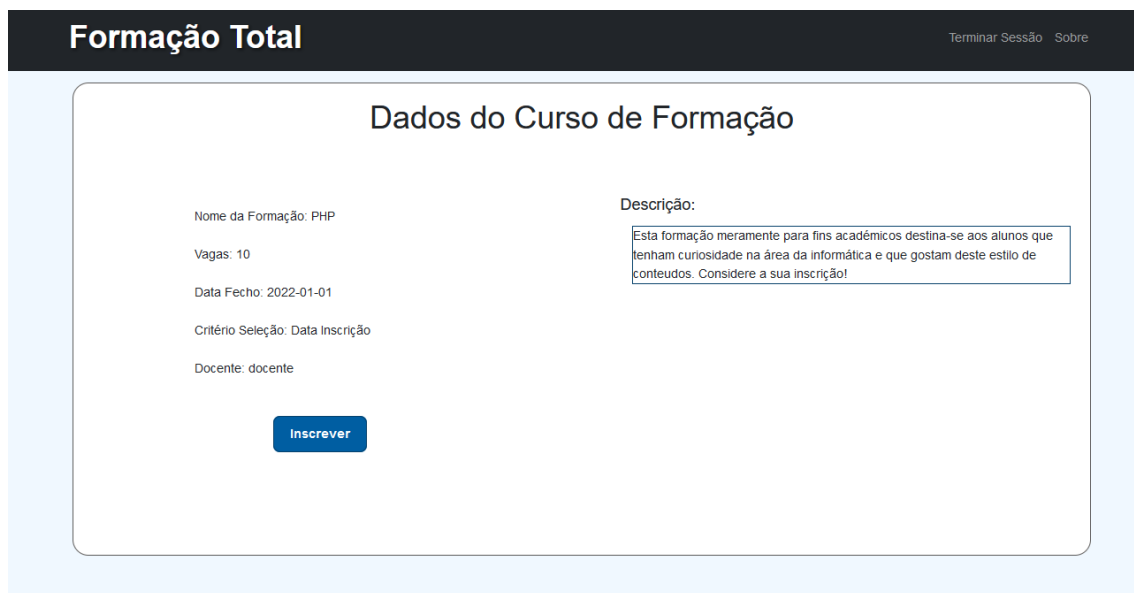 Formação Total
Terminar Sessão Sobre
Dados do Curso de Formação
Nome da Formação: PHP
Vagas: 10
Data Fecho: 2022-01-01
Critério Seleção: Data Inscrição
Docente: docente
Inscrever
Descrição:
Esta formação meramente para fins académicos destina-se aos alunos que
tenham curiosidade na área da informática e que gostam deste estilo de
conteudos. Considere a sua inscrição!